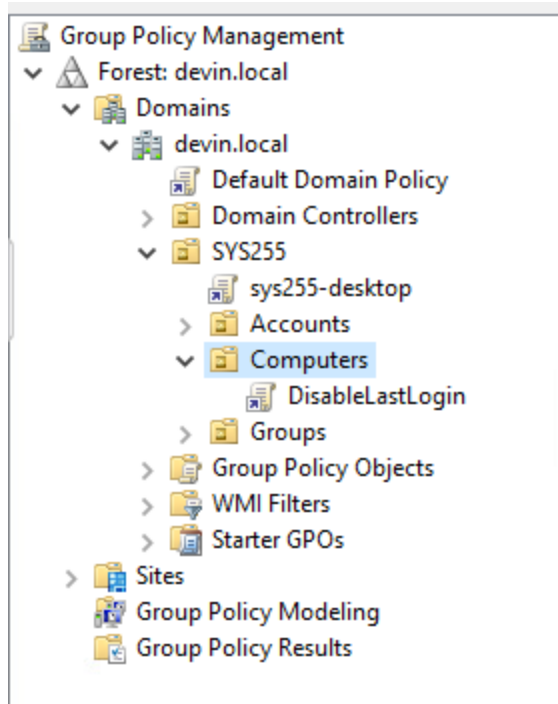 Group Policy Management
Forest: devin.local
Domains
devin.local
Default Domain Policy
Domain Controllers
SYS255
sys255-desktop
Accounts
Computers
DisableLastLogin
Groups
Group Policy Objects
WMI Filters
Starter GPOs
Sites
Group Policy Modeling
Group Policy Results